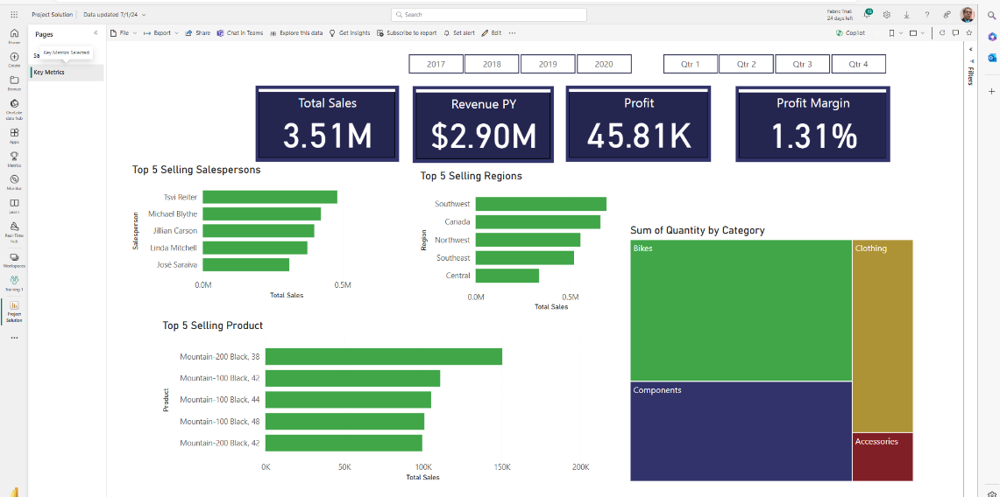 Project Solution | Data updated 7/1/24
Search
Fabric Trial:
24 days left
15
Home
Create
Browse
OneLake
data hub
Apps
Metrics
Monitor
Learn
Real-Time
hub
Workspaces
Training 1
Project
Solution
Pages
Sa
Key Metrics Selected
Key Metrics
File
Export
Share
Chat in Teams
Explore this data
Get insights
Subscribe to report
Set alert
Edit
Copilot
Filters
2017
2018
2019
2020
Qtr 1
Qtr 2
Qtr 3
Qtr 4
Total Sales
3.51M
Revenue PY
$2.90M
Profit
45.81K
Profit Margin
1.31%
Top 5 Selling Salespersons
Salesperson
Tsvi Reiter
Michael Blythe
Jillian Carson
Linda Mitchell
José Saraiva
0.0M
0.5M
Total Sales
Top 5 Selling Regions
Region
Southwest
Canada
Northwest
Southeast
Central
0.0M
0.5M
Total Sales
Top 5 Selling Product
Product
Mountain-200 Black, 38
Mountain-100 Black, 42
Mountain-100 Black, 44
Mountain-100 Black, 48
Mountain-200 Black, 42
0K
50K
100K
150K
200K
Total Sales
Sum of Quantity by Category
Bikes
Clothing
Components
Accessories